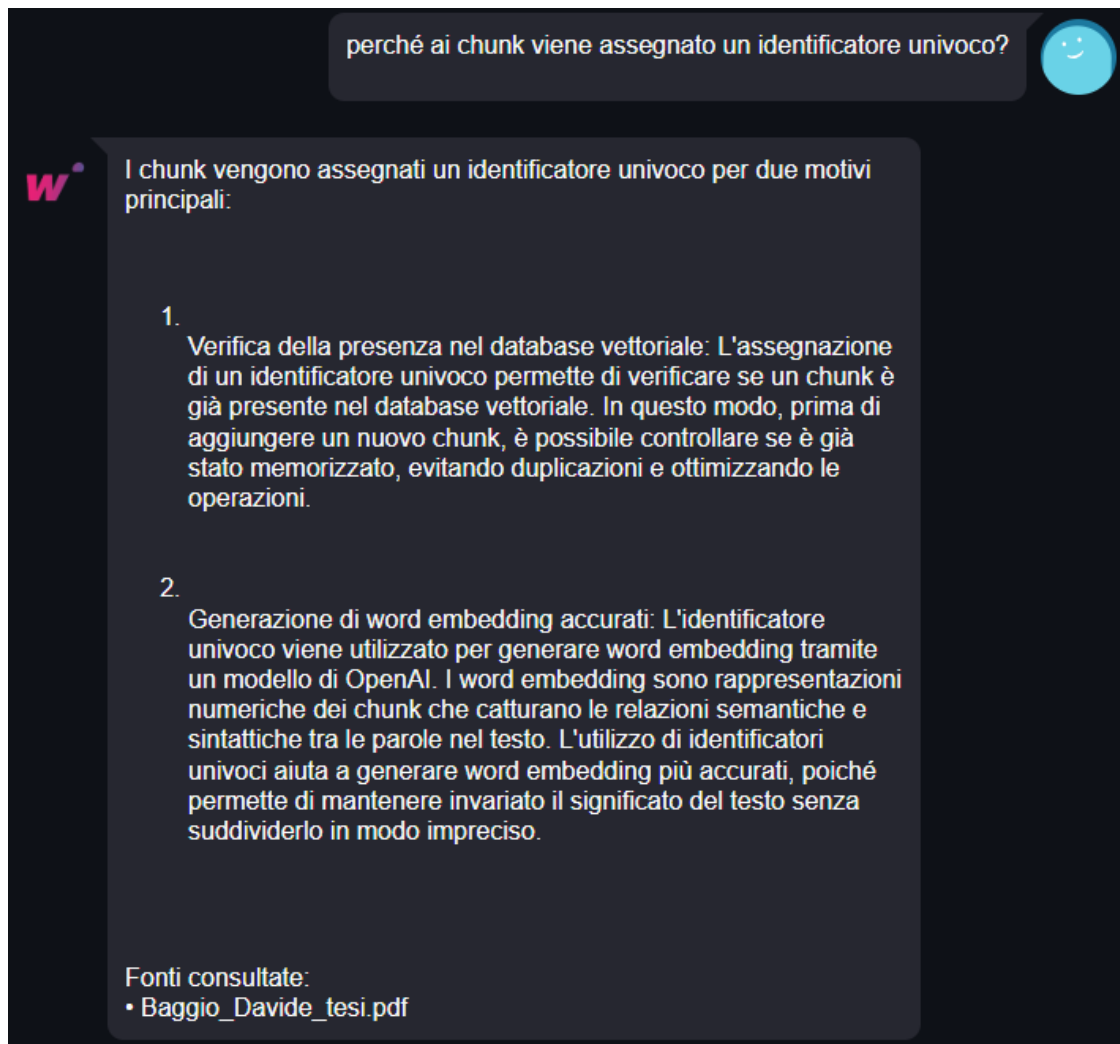 perché ai chunk viene assegnato un identificatore univoco?
w
I chunk vengono assegnati un identificatore univoco per due motivi
principali:
1.
Verifica della presenza nel database vettoriale: L'assegnazione
di un identificatore univoco permette di verificare se un chunk è
già presente nel database vettoriale. In questo modo, prima di
aggiungere un nuovo chunk, è possibile controllare se è già
stato memorizzato, evitando duplicazioni e ottimizzando le
operazioni.
2.
Generazione di word embedding accurati: L'identificatore
univoco viene utilizzato per generare word embedding tramite
un modello di OpenAI. I word embedding sono rappresentazioni
numeriche dei chunk che catturano le relazioni semantiche e
sintattiche tra le parole nel testo. L'utilizzo di identificatori
univoci aiuta a generare word embedding più accurati, poiché
permette di mantenere invariato il significato del testo senza
suddividerlo in modo impreciso.
Fonti consultate:
• Baggio_Davide_tesi.pdf